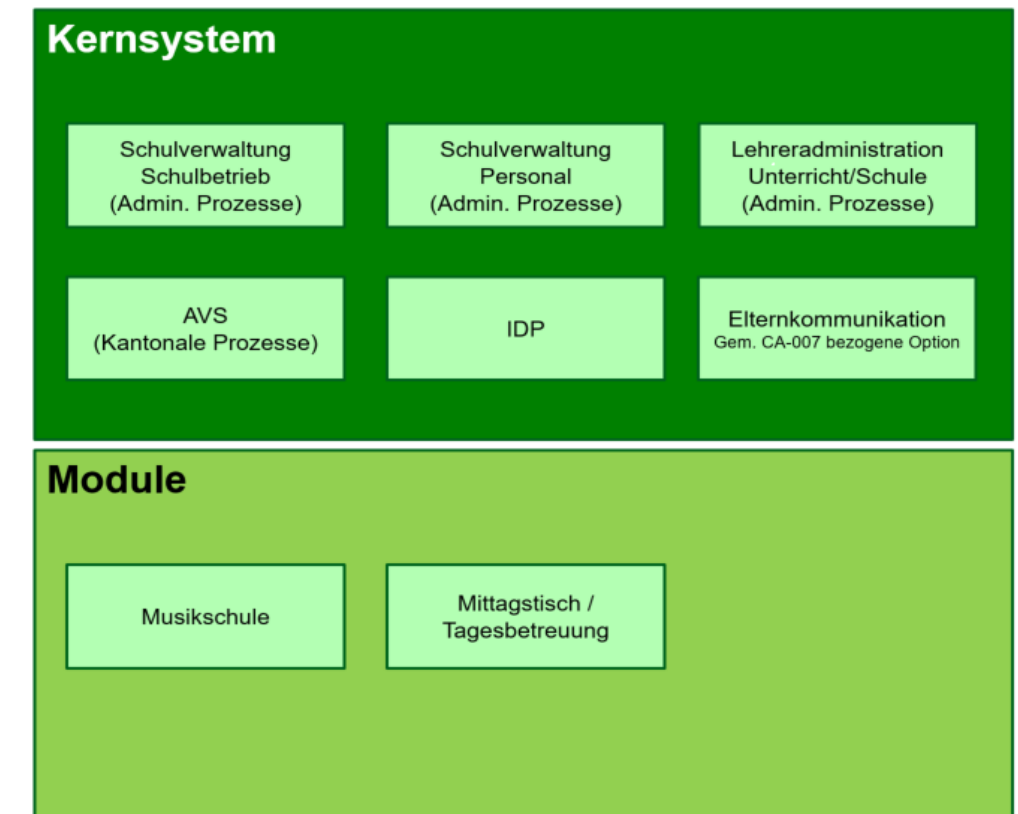 Kernsystem
Schulverwaltung
Schulbetrieb
(Admin. Prozesse)
Schulverwaltung
Personal
(Admin. Prozesse)
Lehreradministration
Unterricht/Schule
(Admin. Prozesse)
AVS
(Kantonale Prozesse)
IDP
Elternkommunikation
Gem. CA-007 bezogene Option
Module
Musikschule
Mittagstisch /
Tagesbetreuung